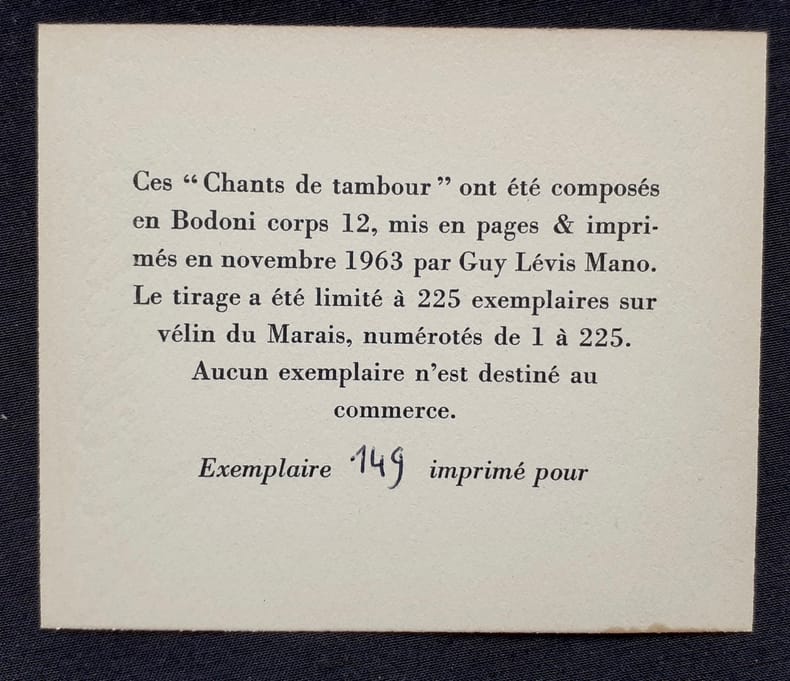 Ces “ Chants de tambour ” ont été composés
en Bodoni corps 12, mis en pages & impri-
més en novembre 1963 par Guy Lévis Mano.
Le tirage a été limité à 225 exemplaires sur
vélin du Marais, numérotés de 1 à 225.
Aucun exemplaire n’est destiné au
commerce.
Exemplaire 149 imprimé pour